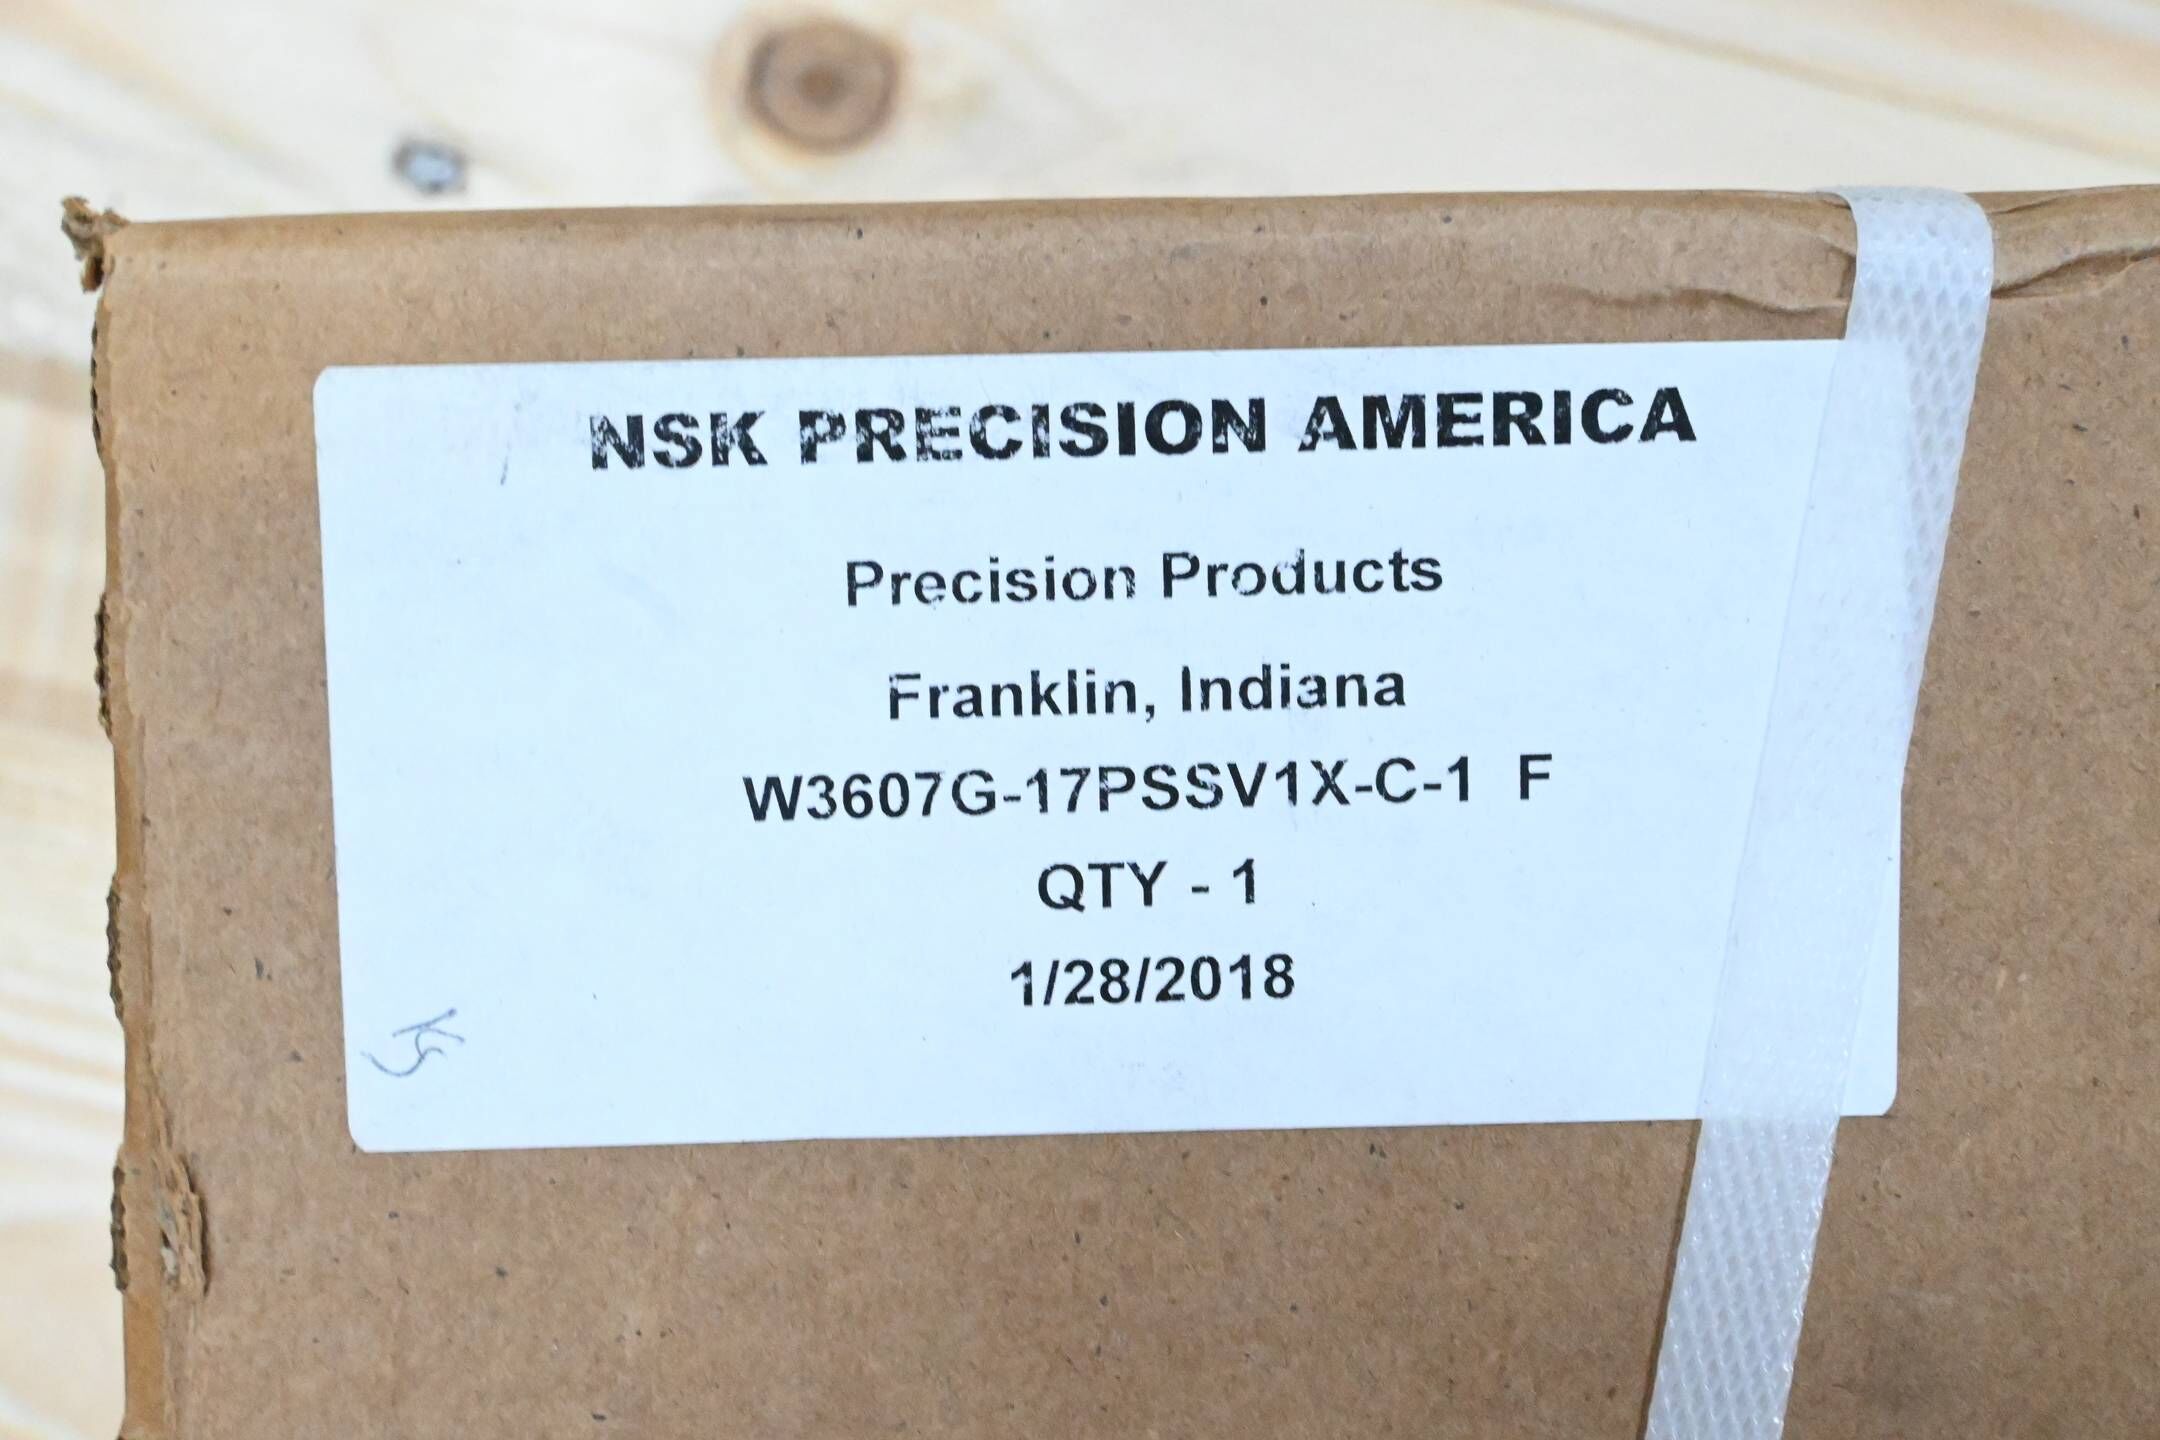 NSK PRECISION AMERICA
Precision Products
Franklin, Indiana
W3607G-17PSSV1X-C-1 F
QTY - 1
1/28/2018